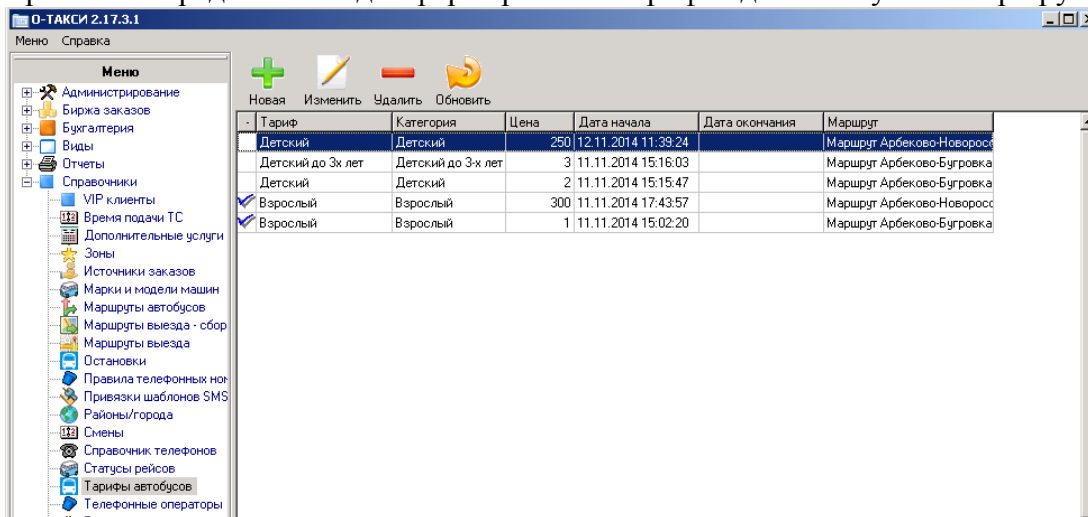 О-ТАКСИ 2.17.3.1
Меню Справка
Меню
Администрирование
Биржа заказов
Бухгалтерия
Виды
Отчеты
Справочники
VIP клиенты
Время подачи ТС
Дополнительные услуги
Зоны
Источники заказов
Марки и модели машин
Маршруты автобусов
Маршруты выезда - сбор
Маршруты выезда
Остановки
Правила телефонных ном
Привязки шаблонов SMS
Районы/города
Смены
Справочник телефонов
Статусы рейсов
Тарифы автобусов
Телефонные операторы
Новая Изменить Удалить Обновить
- Тариф Категория Цена Дата начала Дата окончания Маршрут
Детский Детский 250 12.11.2014 11:39:24 Маршрут Арбеково-Новоросс
Детский до 3х лет Детский до 3-х лет 3 11.11.2014 15:16:03 Маршрут Арбеково-Бугровка
Детский Детский 2 11.11.2014 15:15:47 Маршрут Арбеково-Бугровка
Взрослый Взрослый 300 11.11.2014 17:43:57 Маршрут Арбеково-Новоросс
Взрослый Взрослый 1 11.11.2014 15:02:20 Маршрут Арбеково-Бугровка